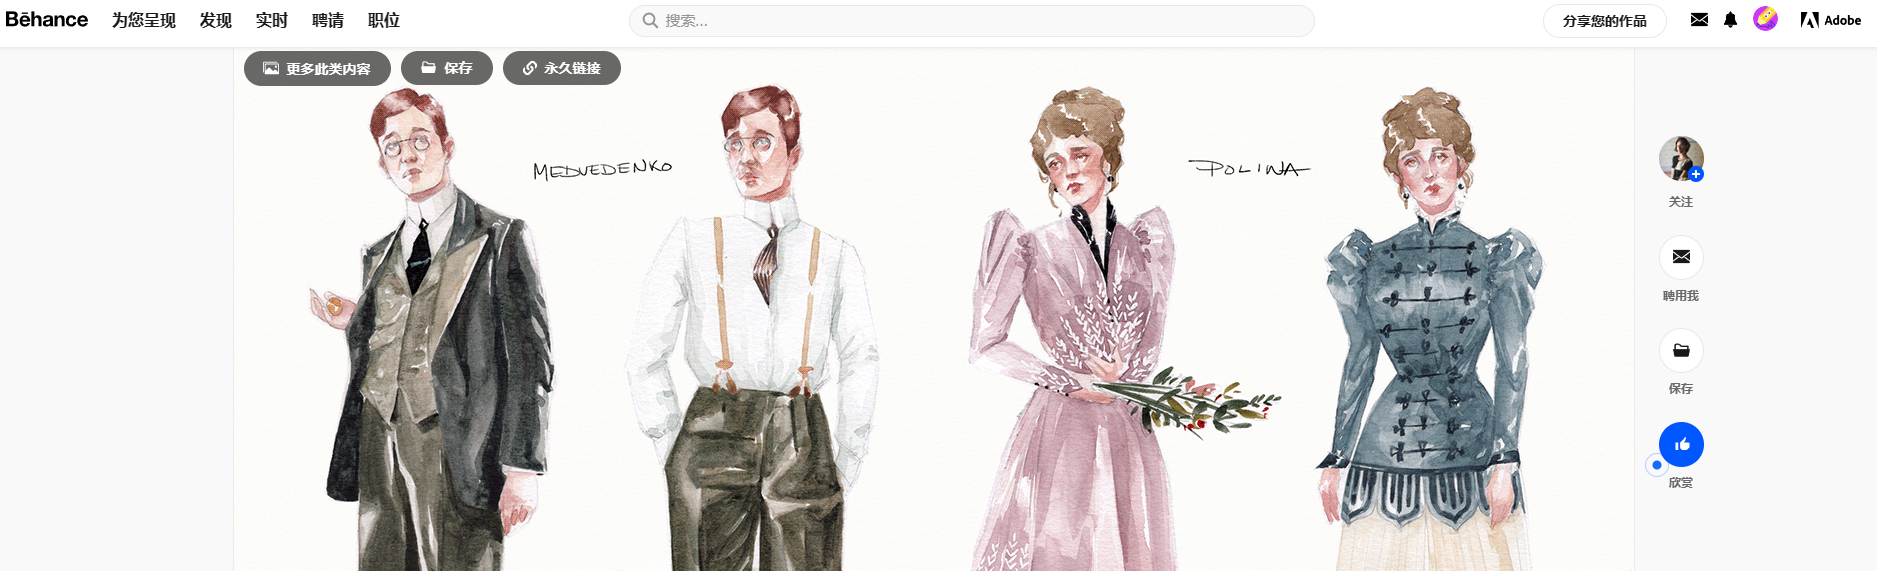 Bēhance 为您呈现 发现 实时 聘请 职位 搜索... 分享您的作品 Adobe
更多此类内容 保存 永久链接
MEDVEDENKO POLINA
关注
聘用我
保存
欣赏